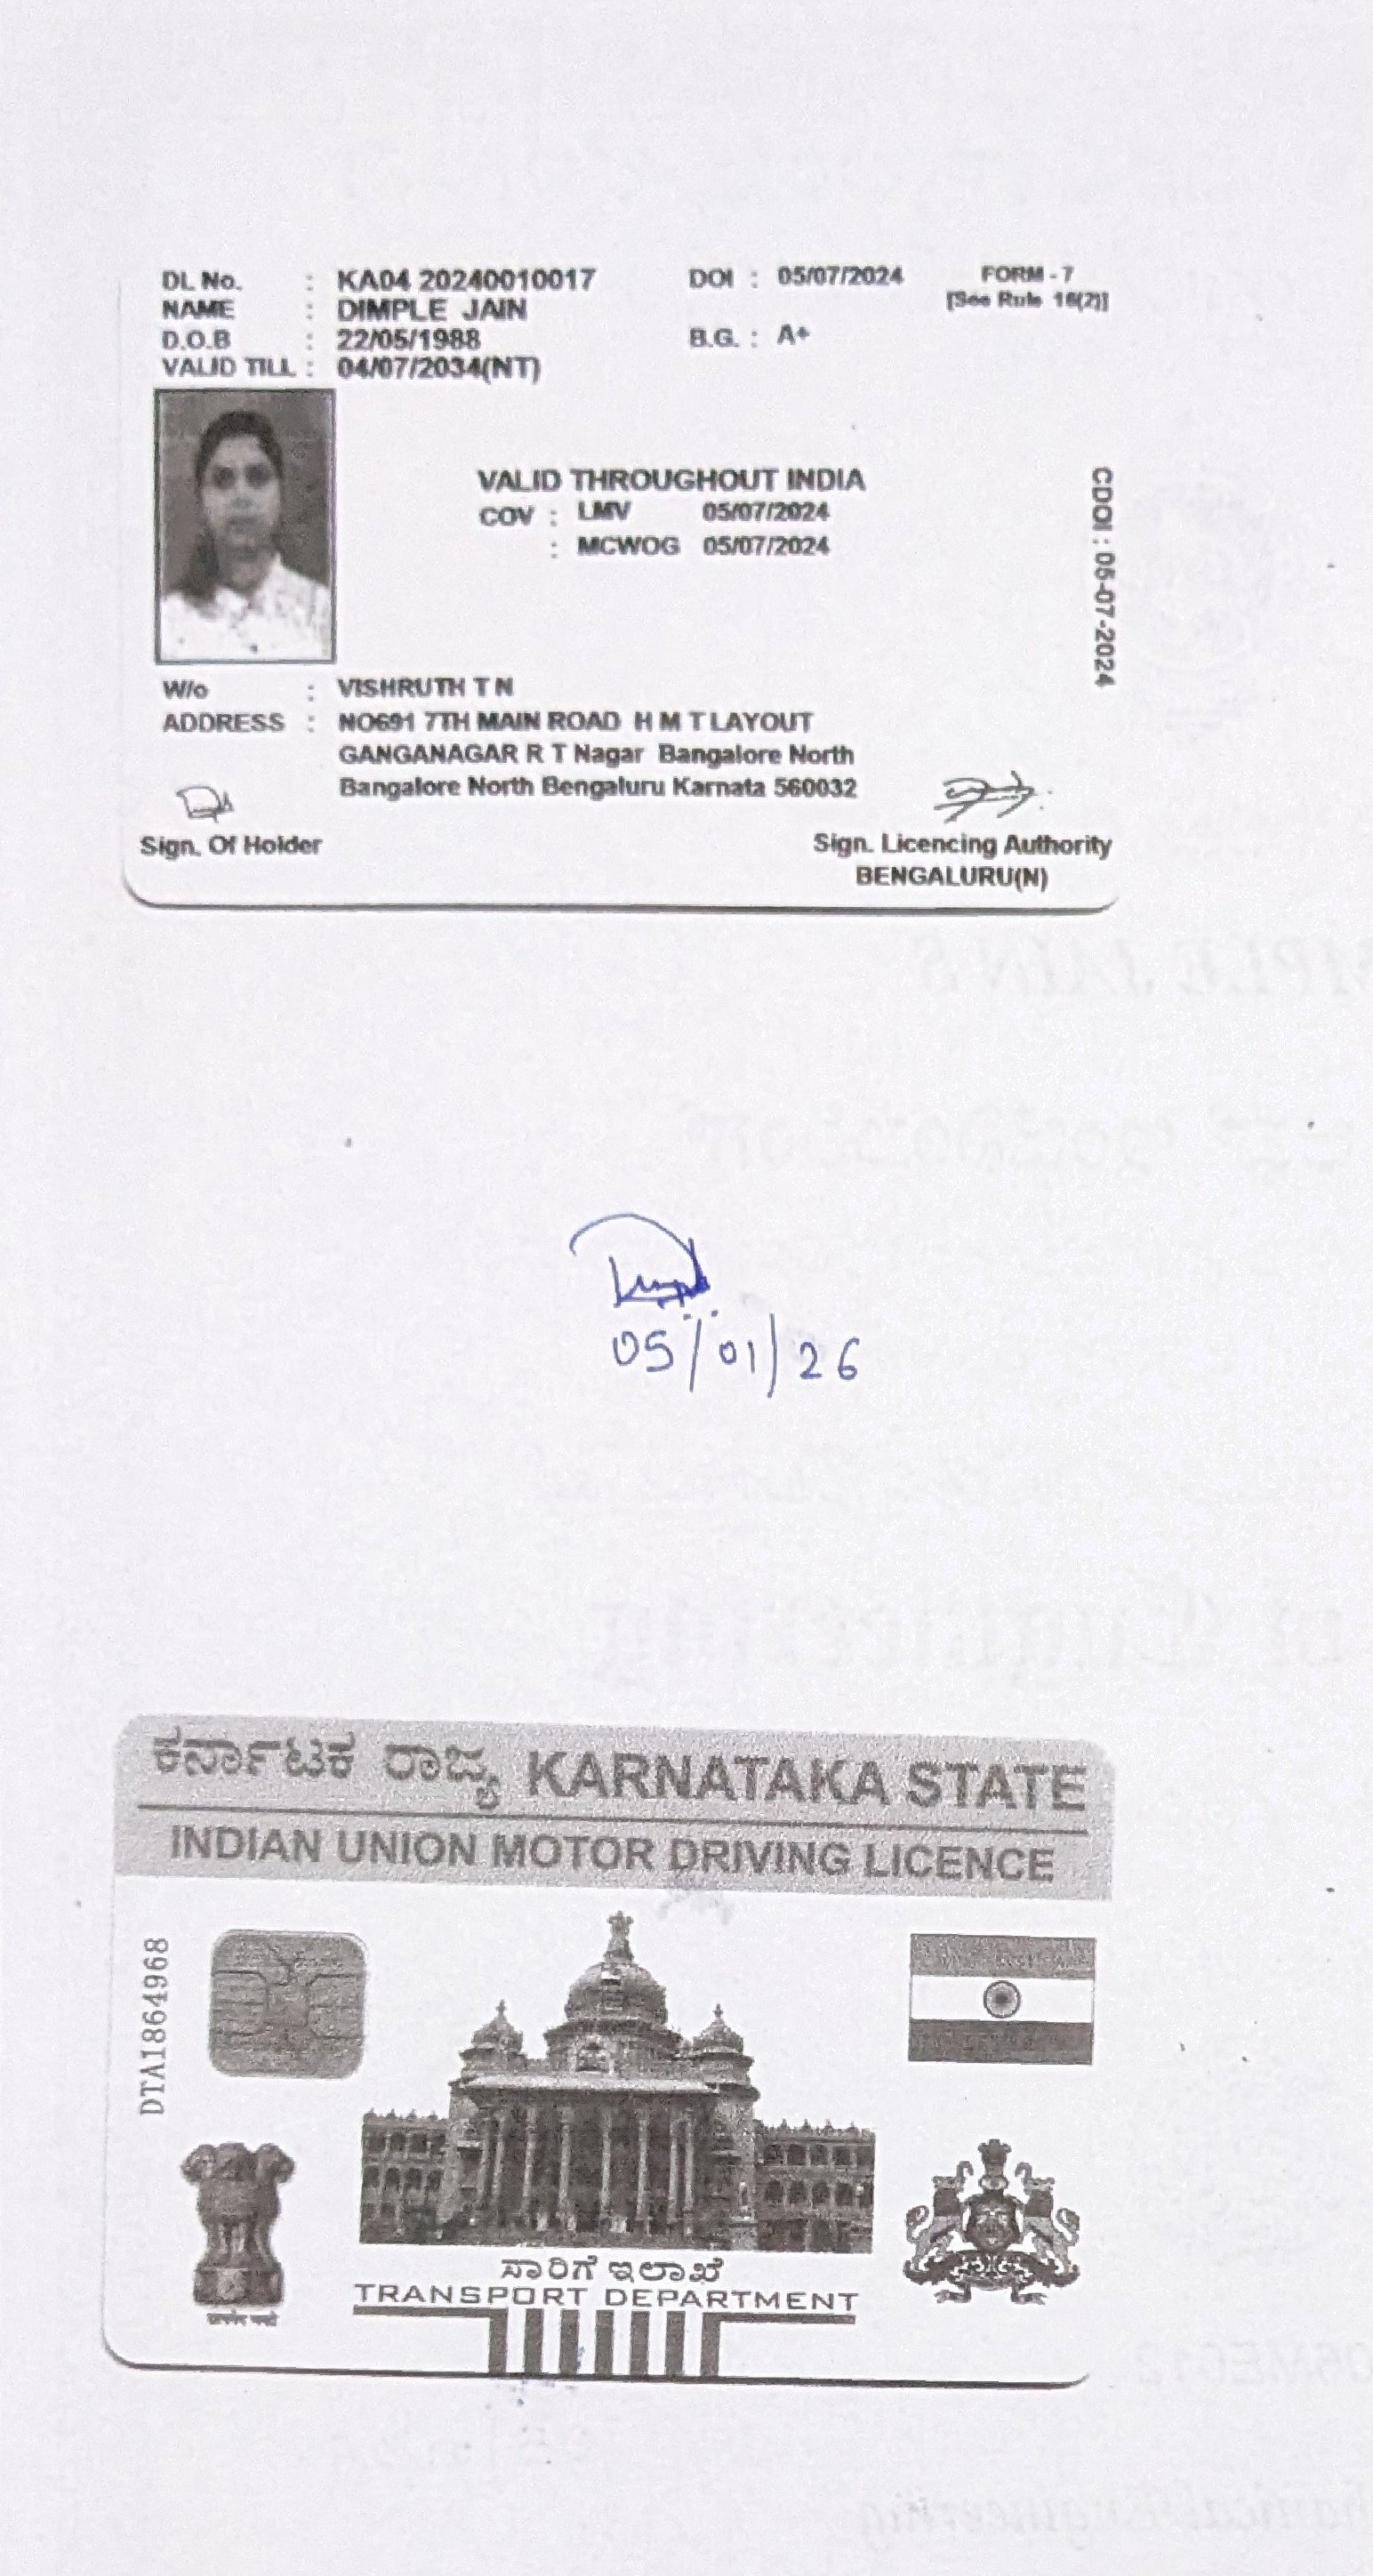 DL No. : KA04 20240010017 DOI : 05/07/2024 FORM - 7
NAME : DIMPLE JAIN [See Rule 16(2)]
D.O.B : 22/05/1988 B.G. : A+
VALID TILL : 04/07/2034(NT)
VALID THROUGHOUT INDIA
COV : LMV 05/07/2024
: MCWOG 05/07/2024
CDOI : 05-07-2024
W/o : VISHRUTH T N
ADDRESS : NO691 7TH MAIN ROAD H M T LAYOUT
GANGANAGAR R T Nagar Bangalore North
Bangalore North Bengaluru Karnata 560032
Sign. Of Holder
Sign. Licencing Authority
BENGALURU(N)
05/01/26
ಕರ್ನಾಟಕ ರಾಜ್ಯ KARNATAKA STATE
INDIAN UNION MOTOR DRIVING LICENCE
DTA1864968
ಸಾರಿಗೆ ಇಲಾಖೆ
TRANSPORT DEPARTMENT